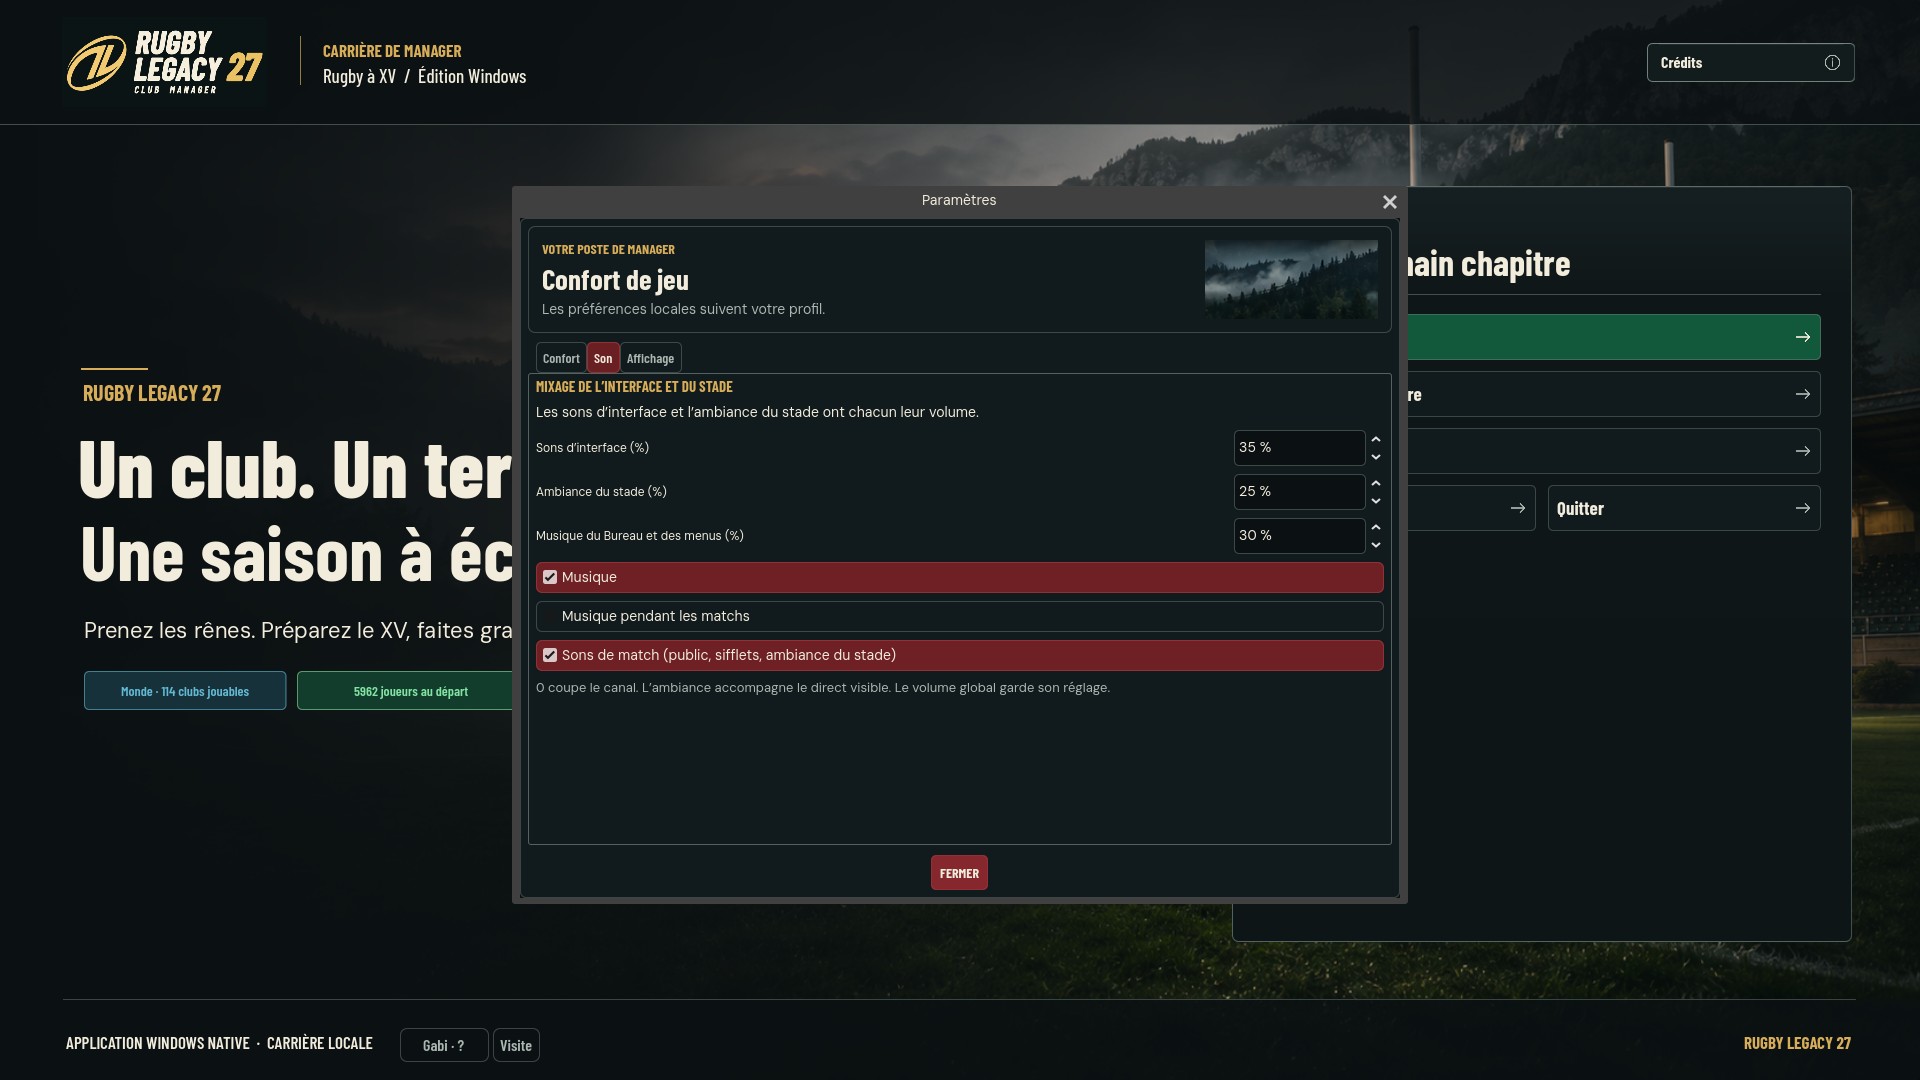 RUGBY
LEGACY 27
CLUB MANAGER
CARRIÈRE DE MANAGER
Rugby à XV / Édition Windows
Crédits
Paramètres
VOTRE POSTE DE MANAGER
Confort de jeu
Les préférences locales suivent votre profil.
Confort Son Affichage
MIXAGE DE L'INTERFACE ET DU STADE
Les sons d'interface et l'ambiance du stade ont chacun leur volume.
Sons d'interface (%) 35 %
Ambiance du stade (%) 25 %
Musique du Bureau et des menus (%) 30 %
Musique
Musique pendant les matchs
Sons de match (public, sifflets, ambiance du stade)
0 coupe le canal. L'ambiance accompagne le direct visible. Le volume global garde son réglage.
FERMER
RUGBY LEGACY 27
Un club. Un ter
Une saison à éc
Prenez les rênes. Préparez le XV, faites gra
Monde · 114 clubs jouables
5962 joueurs au départ
ain chapitre
re
Quitter
APPLICATION WINDOWS NATIVE · CARRIÈRE LOCALE
Gabi · ?
Visite
RUGBY LEGACY 27